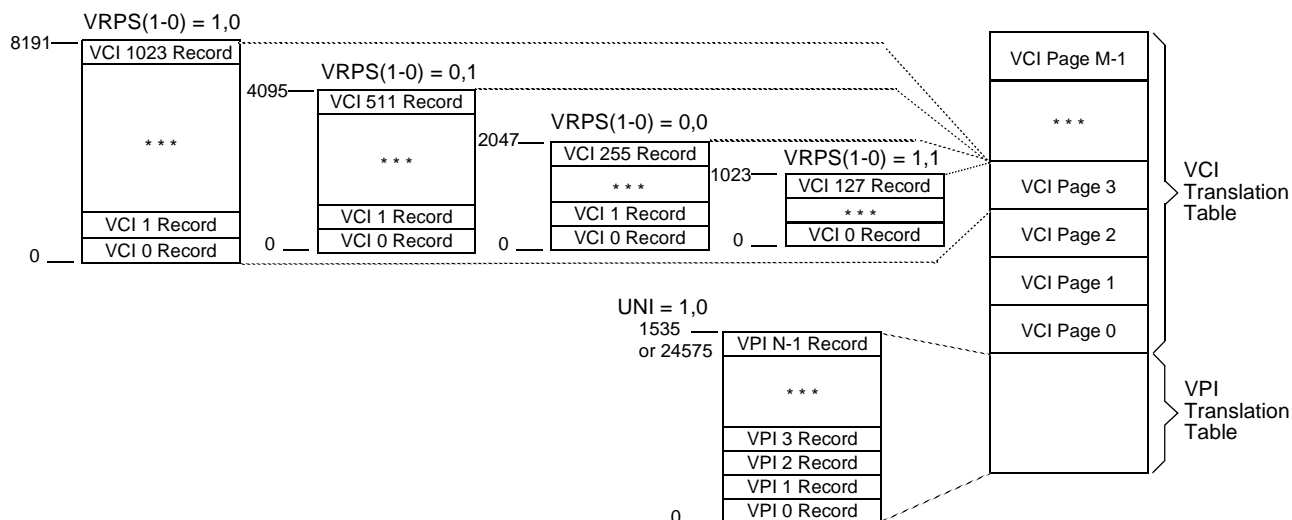 VRPS(1-0) = 1,0
8191
VCI 1023 Record
* * *
VCI 1 Record
VCI 0 Record
0
VRPS(1-0) = 0,1
4095
VCI 511 Record
* * *
VCI 1 Record
VCI 0 Record
0
VRPS(1-0) = 0,0
2047
VCI 255 Record
* * *
VCI 1 Record
VCI 0 Record
0
VRPS(1-0) = 1,1
1023
VCI 127 Record
* * *
VCI 0 Record
0
VCI Page M-1
* * *
VCI Page 3
VCI Page 2
VCI Page 1
VCI Page 0
VCI
Translation
Table
UNI = 1,0
1535
or 24575
VPI N-1 Record
* * *
VPI 3 Record
VPI 2 Record
VPI 1 Record
VPI 0 Record
0
VPI
Translation
Table